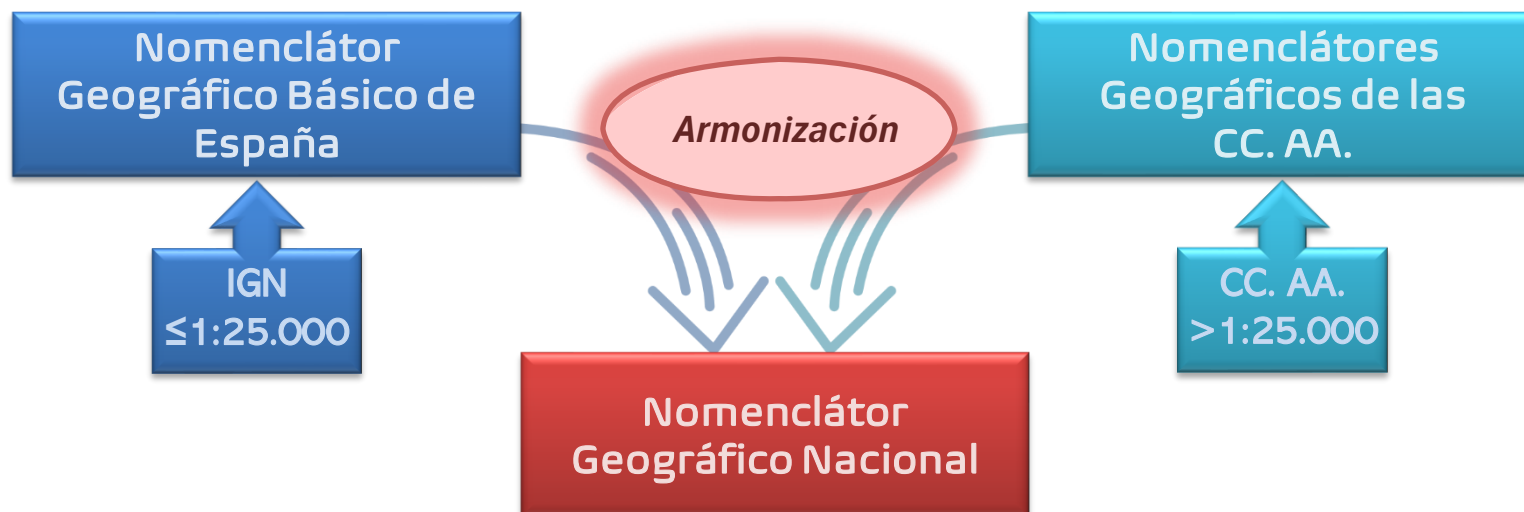 Nomenclátor
Geográfico Básico de
España
Armonización
Nomenclátores
Geográficos de las
CC. AA.
IGN
≤1:25.000
CC. AA.
>1:25.000
Nomenclátor
Geográfico Nacional